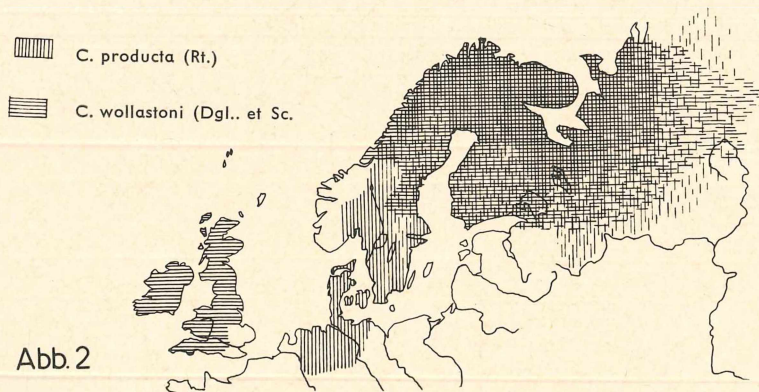 C. producta (Rt.)
C. wollastoni (Dgl.. et Sc.
Abb. 2